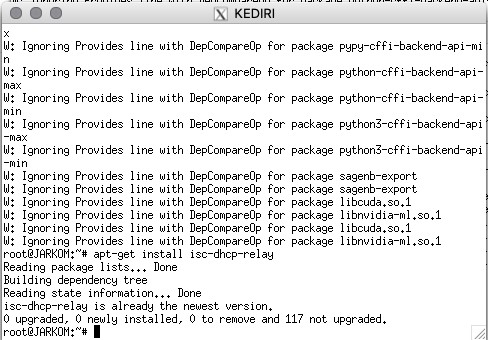 KEDIRI
x
W: Ignoring Provides line with DepCompareOp for package pypy-cffi-backend-api-mi
n
W: Ignoring Provides line with DepCompareOp for package python-cffi-backend-api-
max
W: Ignoring Provides line with DepCompareOp for package python-cffi-backend-api-
min
W: Ignoring Provides line with DepCompareOp for package python3-cffi-backend-api
-max
W: Ignoring Provides line with DepCompareOp for package python3-cffi-backend-api
-min
W: Ignoring Provides line with DepCompareOp for package sagenb-export
W: Ignoring Provides line with DepCompareOp for package sagenb-export
W: Ignoring Provides line with DepCompareOp for package libcuda.so.1
W: Ignoring Provides line with DepCompareOp for package libnvidia-ml.so.1
W: Ignoring Provides line with DepCompareOp for package libcuda.so.1
W: Ignoring Provides line with DepCompareOp for package libnvidia-ml.so.1
root@JARKOM:~# apt-get install isc-dhcp-relay
Reading package lists... Done
Building dependency tree
Reading state information... Done
isc-dhcp-relay is already the newest version.
0 upgraded, 0 newly installed, 0 to remove and 117 not upgraded.
root@JARKOM:~#